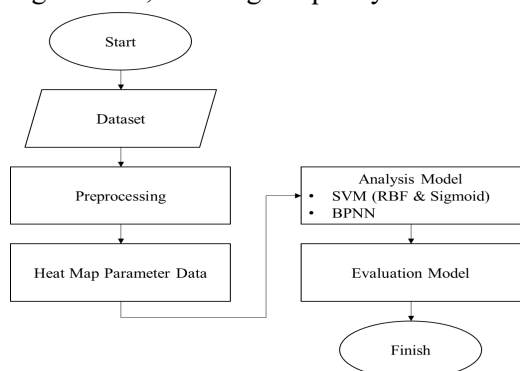 Start
Dataset
Preprocessing
Heat Map Parameter Data
Analysis Model
• SVM (RBF & Sigmoid)
• BPNN
Evaluation Model
Finish